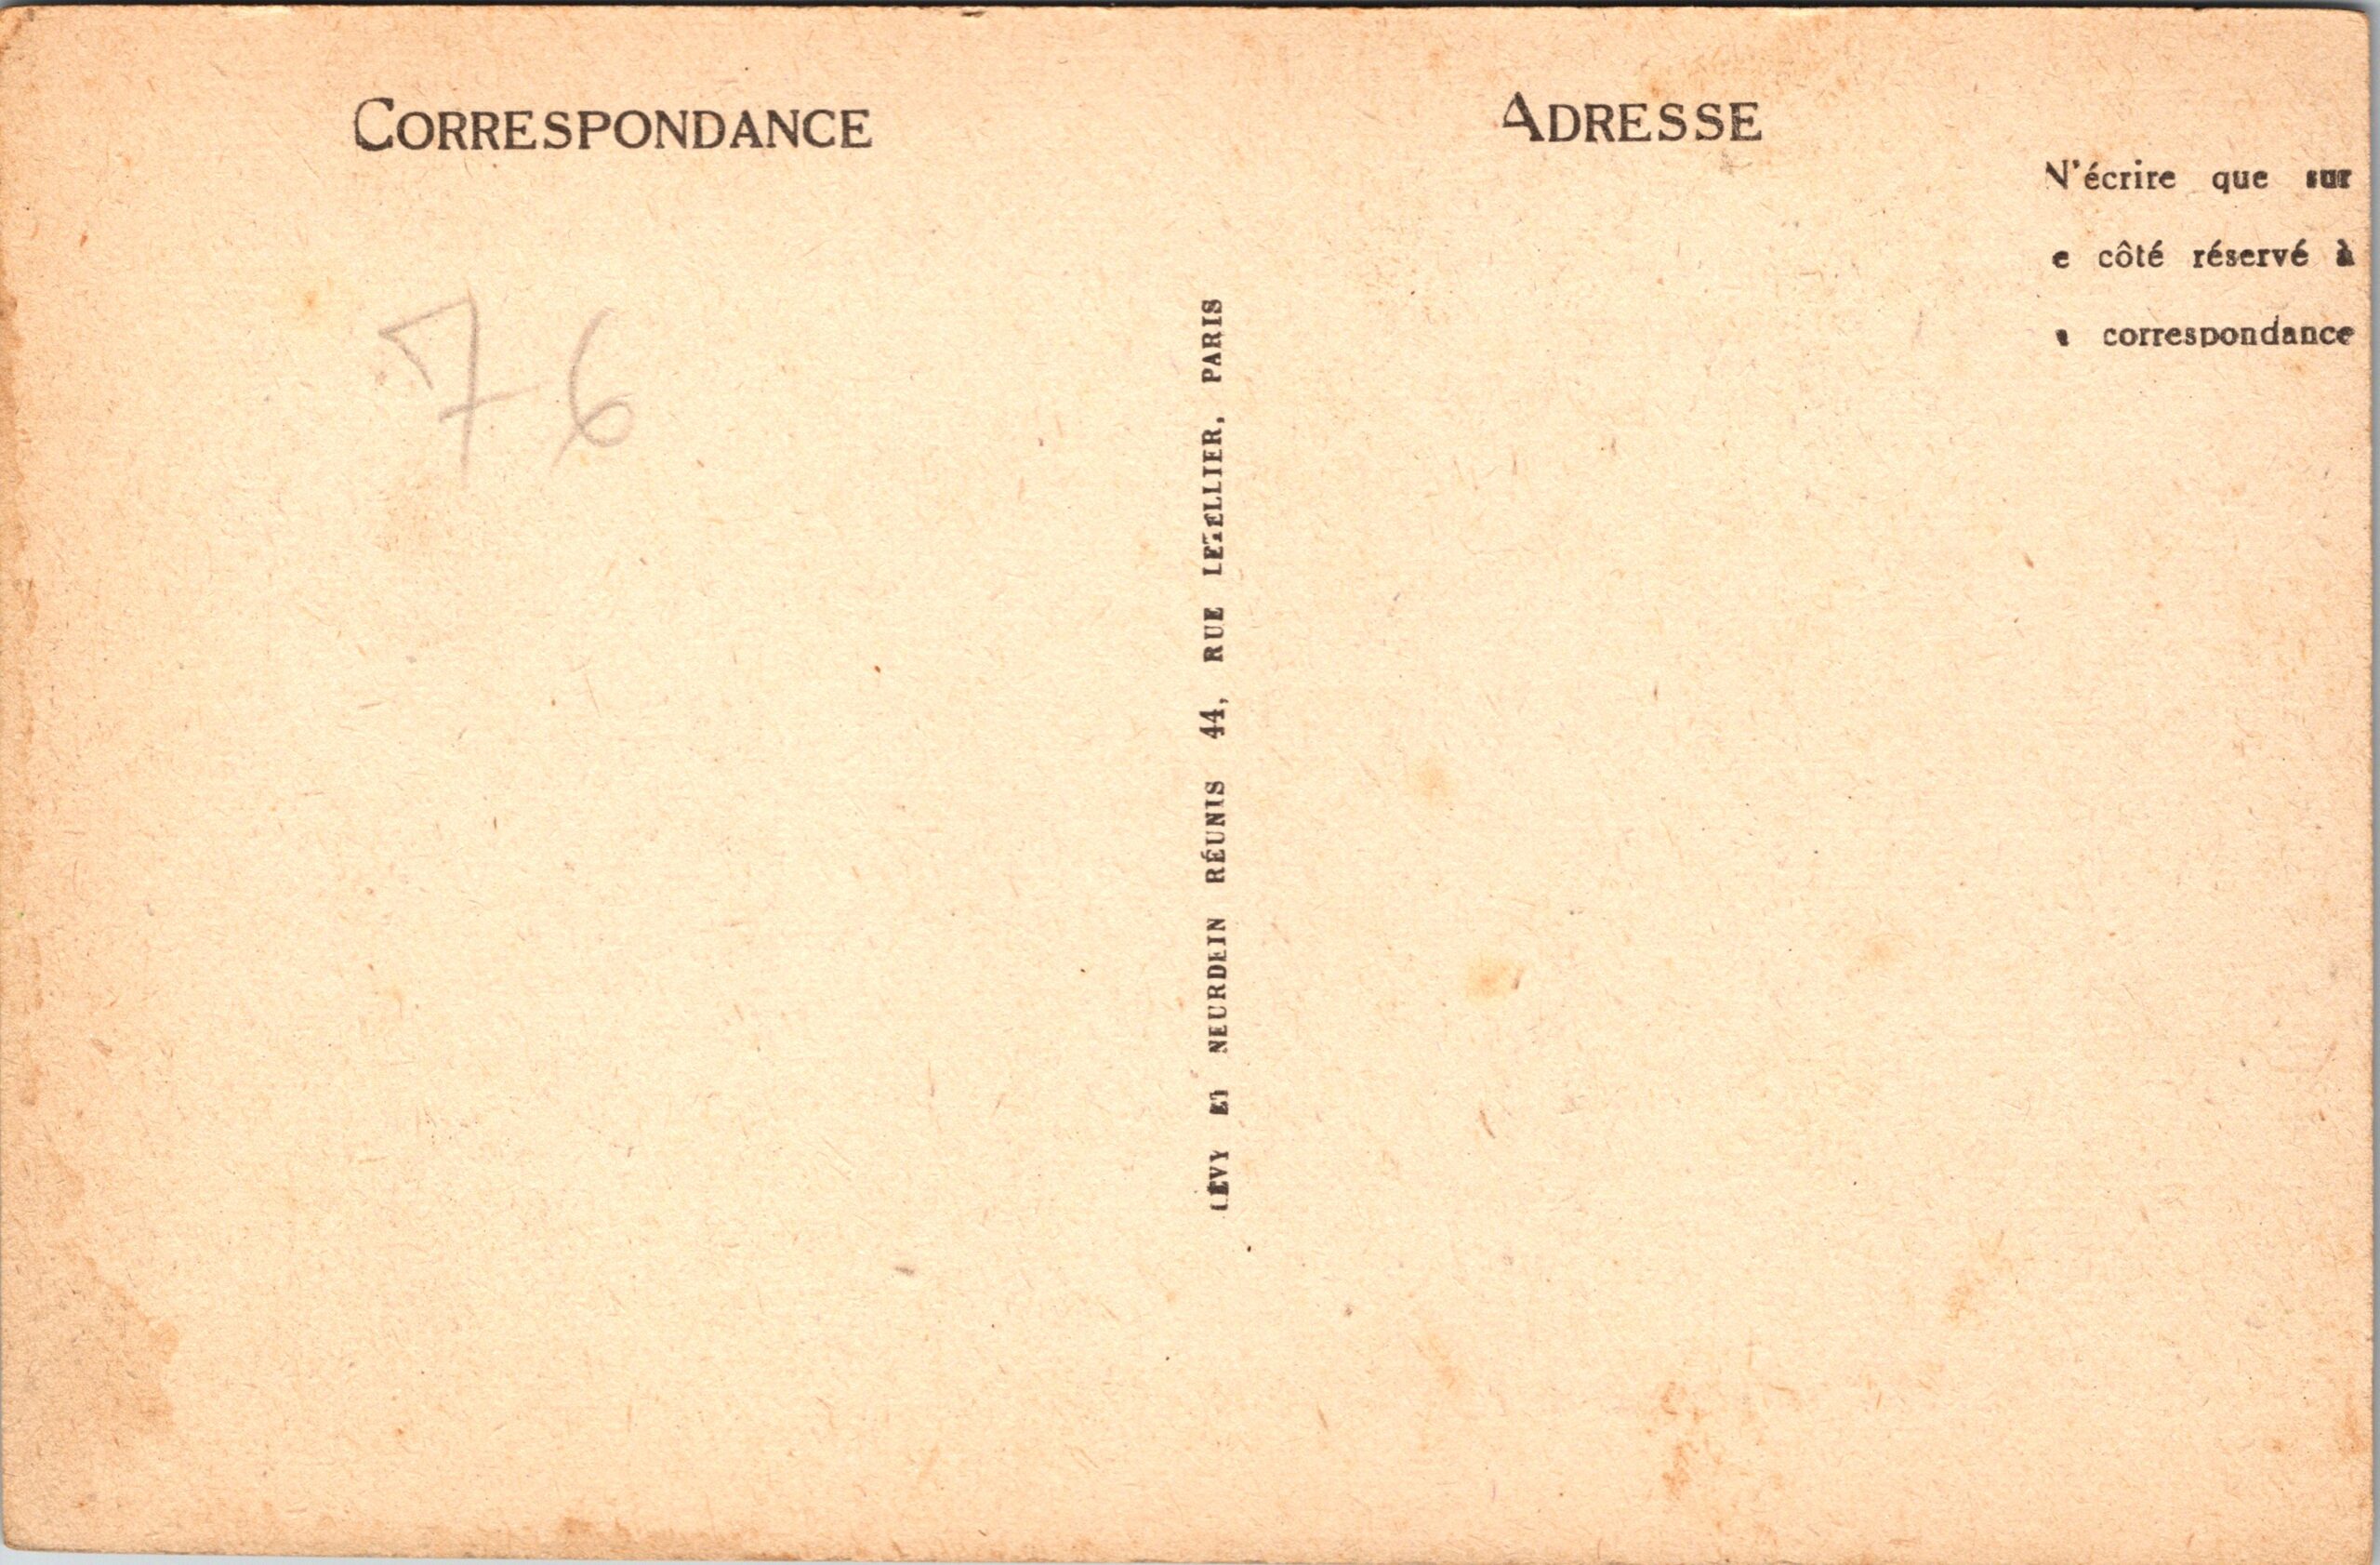 CORRESPONDANCE
ADRESSE
N'écrire que sur
e côté réservé à
correspondance
76
LÉVY ET NEURDEIN RÉUNIS 44, RUE LETELLIER, PARIS